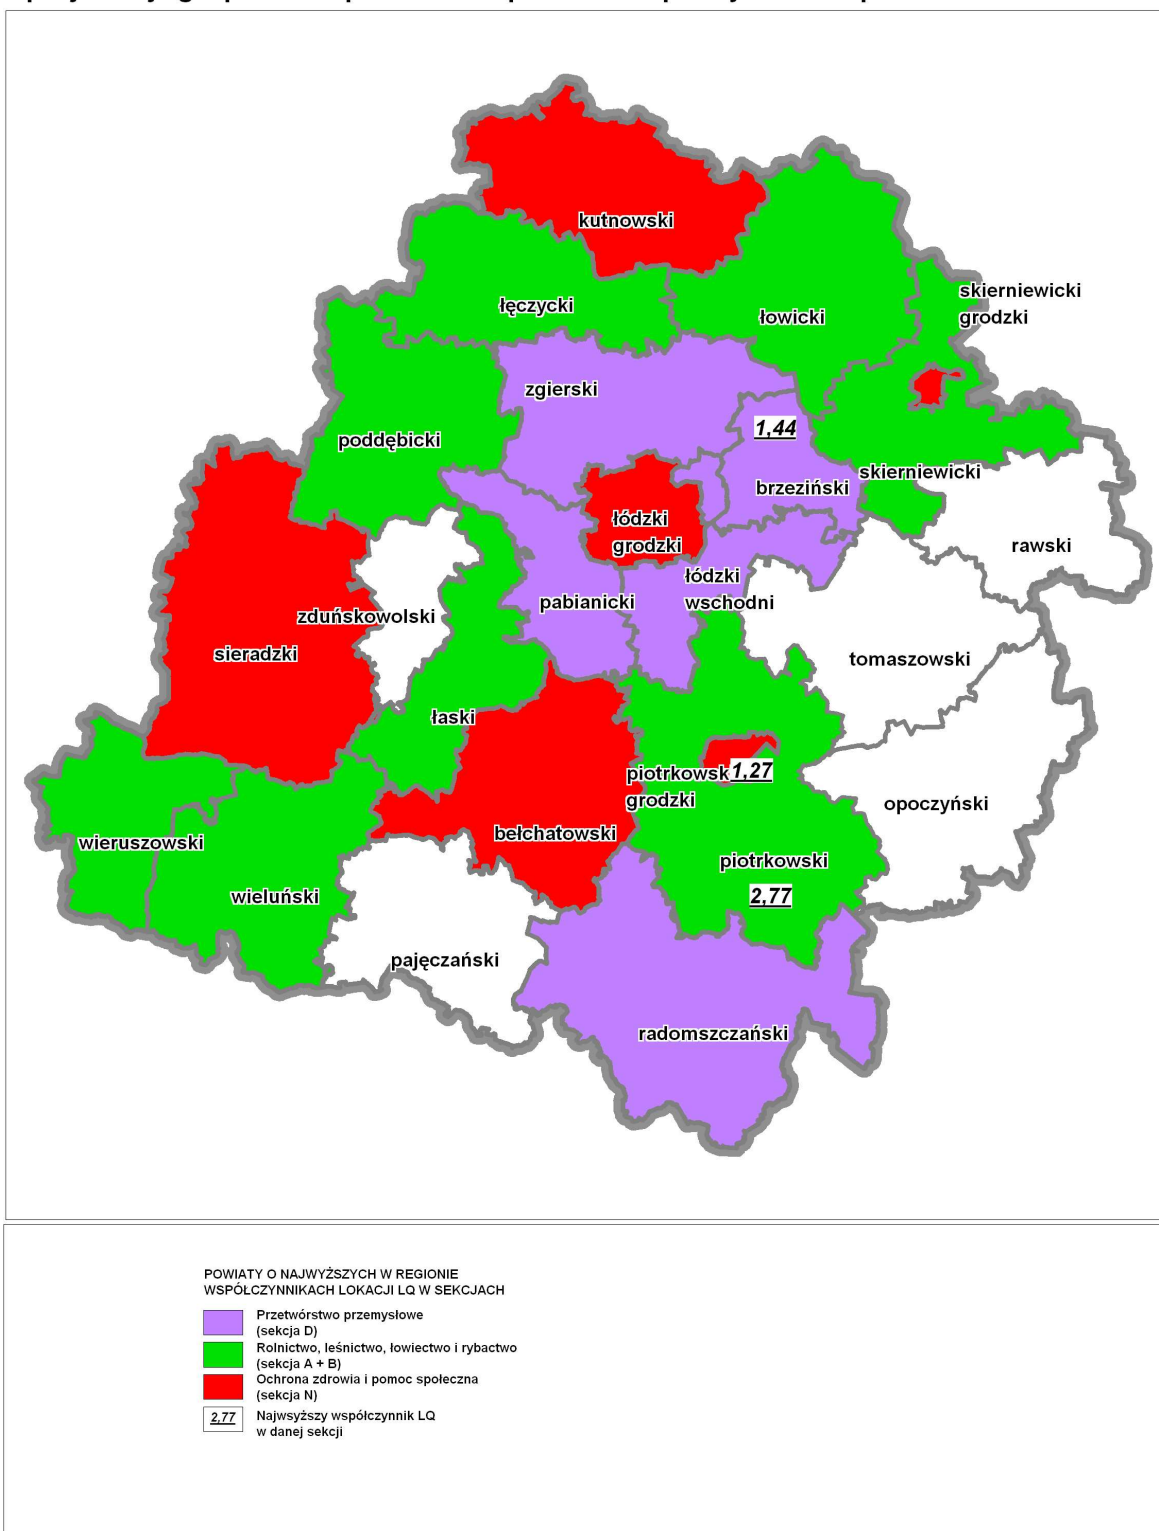 kutnowski
skierniewicki
grodzki
łęczycki
łowicki
zgierski
1,44
poddębicki
skierniewicki
brzeziński
łódzki
grodzki
rawski
łódzki
wschodni
pabianicki
zduńskowolski
sieradzki
tomaszowski
łaski
piotrkowsk
1,27
grodzki
opoczyński
bełchatowski
wieruszowski
piotrkowski
2,77
wieluński
pajęczański
radomszczański
POWIATY O NAJWYŻSZYCH W REGIONIE
WSPÓŁCZYNNIKACH LOKACJI LQ W SEKCJACH
Przetwórstwo przemysłowe
(sekcja D)
Rolnictwo, leśnictwo, łowiectwo i rybactwo
(sekcja A + B)
Ochrona zdrowia i pomoc społeczna
(sekcja N)
2,77
Najwsyższy współczynnik LQ
w danej sekcji